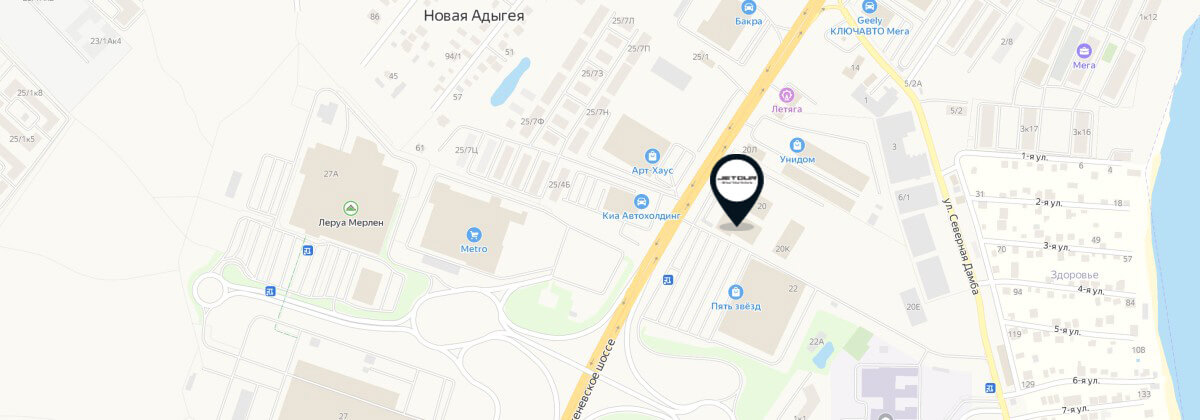 86
Новая Адыгея
25/7Л
Бакра
Geely
КЛЮЧАВТО Мега
1к12
23/1Ак4
94/1
51
25/7П
25/1
2/8
Мега
45
25/7З
14
5/2А
25/1к8
57
Летяга
1
25/7Н
5/2
3к17
3к16
25/1к5
61
25/7Ф
25/7Ц
20Л
Унидом
3
1-я ул.
27А
Арт-Хаус
JETOUR
25/4Б
6/1
31
4
2-я ул.
6
18
Леруа Мерлен
Киа Автохолдинг
20
ул. Северная Дамба
Metro
20К
70
3-я ул.
49
57
Здоровье
Пять звёзд
22
94
4-я ул.
84
20Е
5-я ул.
22А
108
еневское шоссе
116
6-я ул.
133
27
1к1
7-я ул.